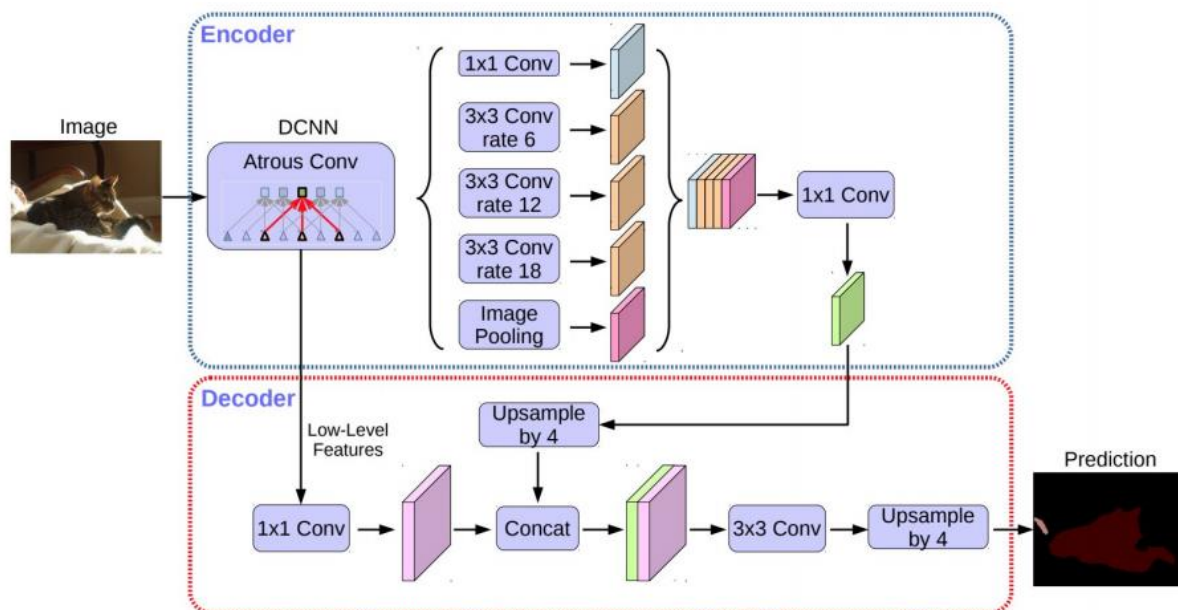 Encoder
Image
DCNN
Atrous Conv
1x1 Conv
3x3 Conv
rate 6
3x3 Conv
rate 12
3x3 Conv
rate 18
Image
Pooling
1x1 Conv
Decoder
Low-Level
Features
Upsample
by 4
1x1 Conv
Concat
3x3 Conv
Upsample
by 4
Prediction